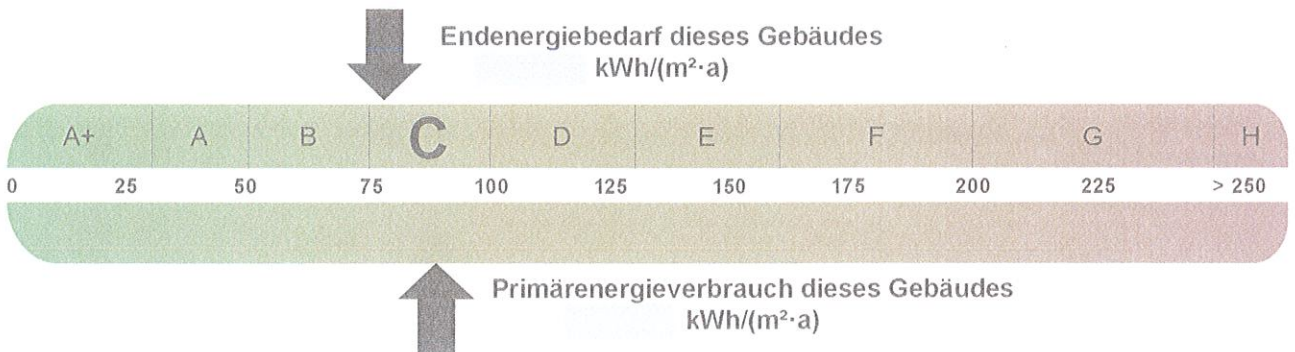 Endenergiebedarf dieses Gebäudes
kWh/(m²·a)
A+ A B C D E F G H
0 25 50 75 100 125 150 175 200 225 > 250
Primärenergieverbrauch dieses Gebäudes
kWh/(m²·a)